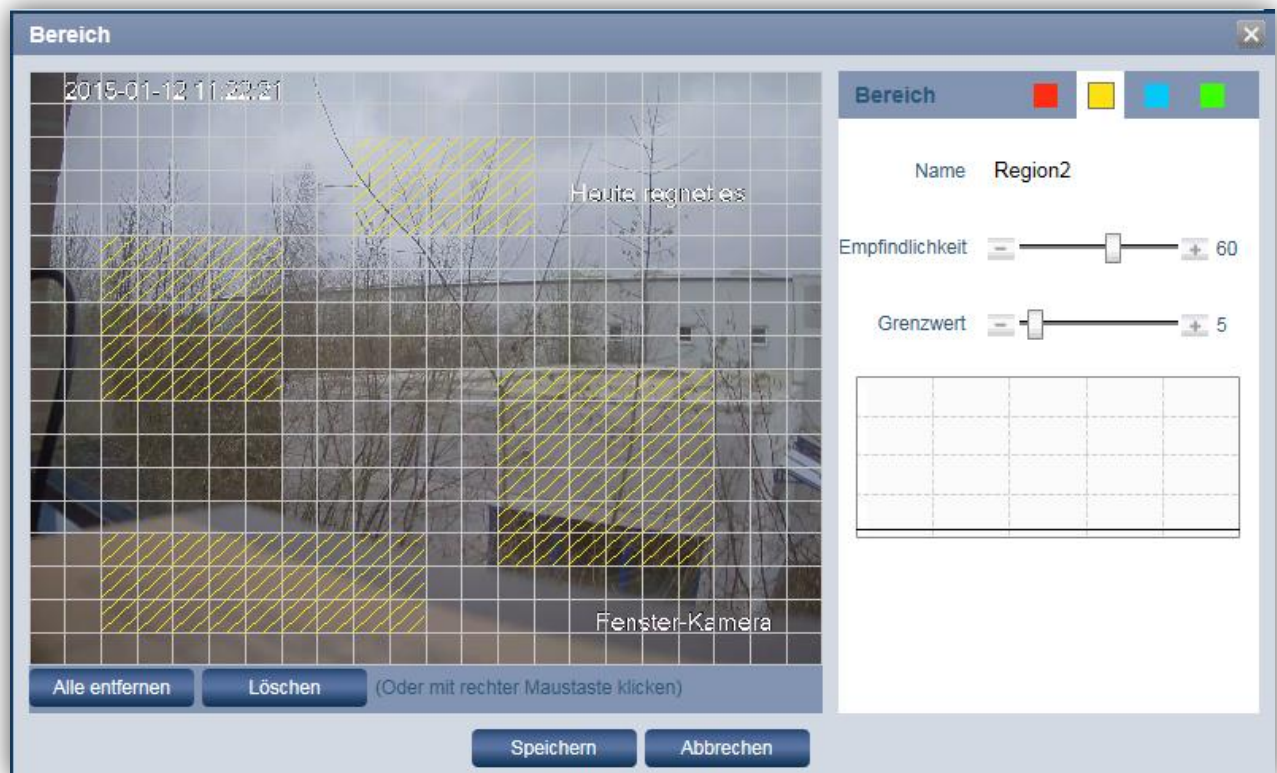 Bereich
2015-01-12 11:22:21
Heute regnet es
Fenster-Kamera
Alle entfernen
Löschen
(Oder mit rechter Maustaste klicken)
Bereich
Name Region2
Empfindlichkeit - + 60
Grenzwert - + 5
Speichern
Abbrechen